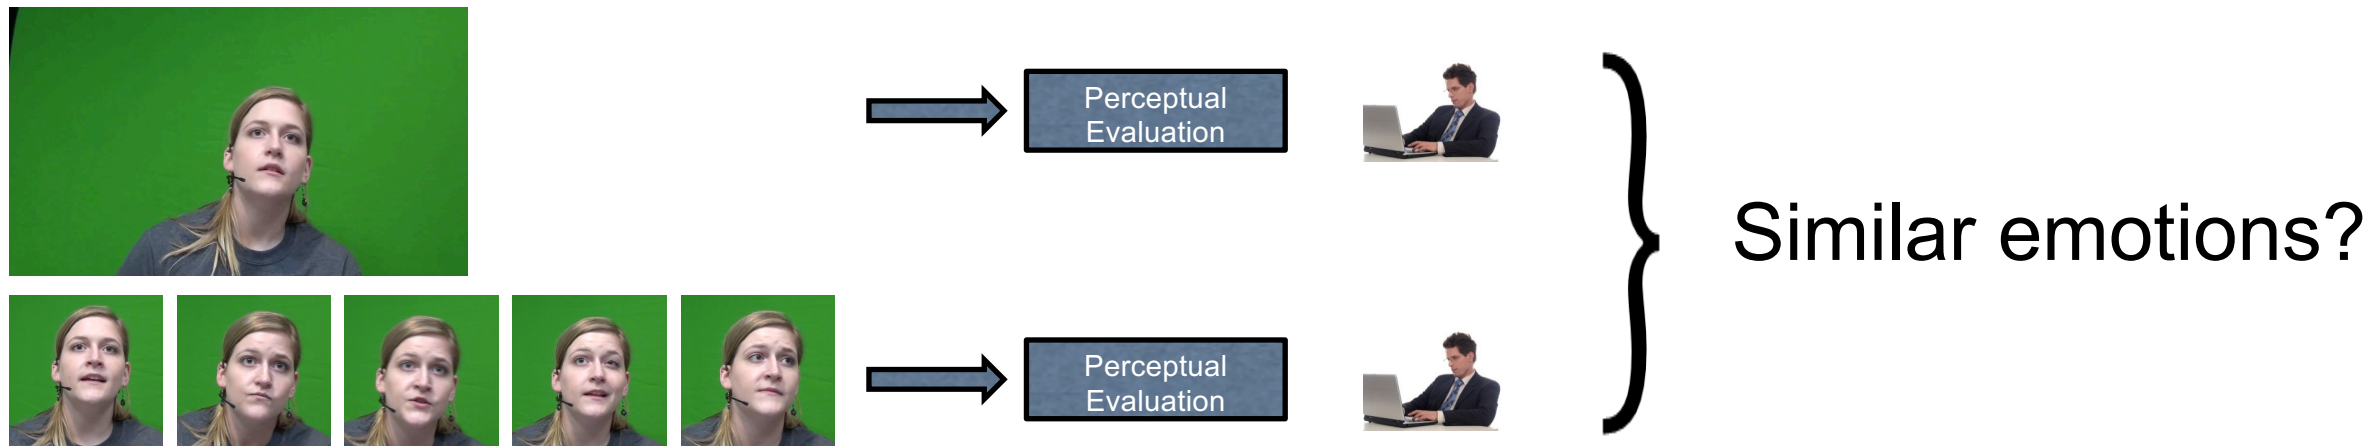 Perceptual
Evaluation
Similar emotions?
Perceptual
Evaluation